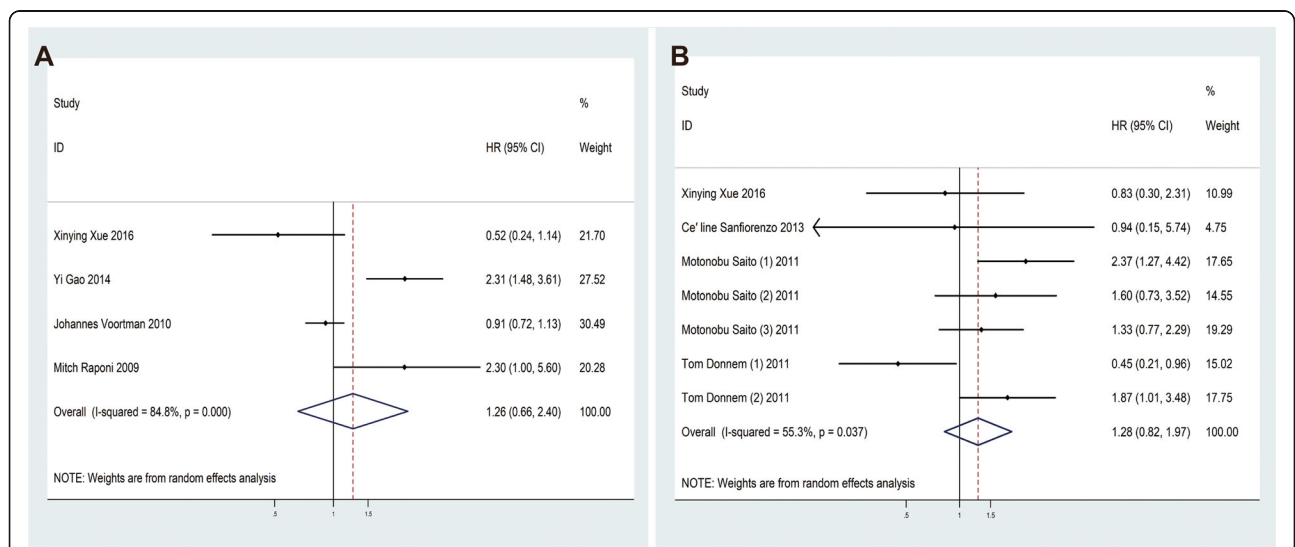 A
Study %
ID HR (95% CI) Weight
Xinying Xue 2016 0.52 (0.24, 1.14) 21.70
Yi Gao 2014 2.31 (1.48, 3.61) 27.52
Johannes Voortman 2010 0.91 (0.72, 1.13) 30.49
Mitch Raponi 2009 2.30 (1.00, 5.60) 20.28
Overall (I-squared = 84.8%, p = 0.000) 1.26 (0.66, 2.40) 100.00
NOTE: Weights are from random effects analysis
.5 1 1.5
B
Study %
ID HR (95% CI) Weight
Xinying Xue 2016 0.83 (0.30, 2.31) 10.99
Ce' line Sanfiorenzo 2013 0.94 (0.15, 5.74) 4.75
Motonobu Saito (1) 2011 2.37 (1.27, 4.42) 17.65
Motonobu Saito (2) 2011 1.60 (0.73, 3.52) 14.55
Motonobu Saito (3) 2011 1.33 (0.77, 2.29) 19.29
Tom Donnem (1) 2011 0.45 (0.21, 0.96) 15.02
Tom Donnem (2) 2011 1.87 (1.01, 3.48) 17.75
Overall (I-squared = 55.3%, p = 0.037) 1.28 (0.82, 1.97) 100.00
NOTE: Weights are from random effects analysis
.5 1 1.5